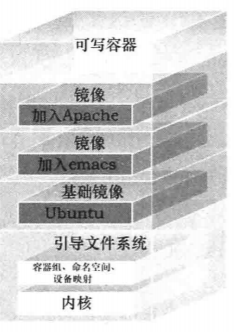 可写容器
镜像
加入Apache
镜像
加入emacs
基础镜像
Ubuntu
引导文件系统
容器组、命名空间、
设备映射
内核